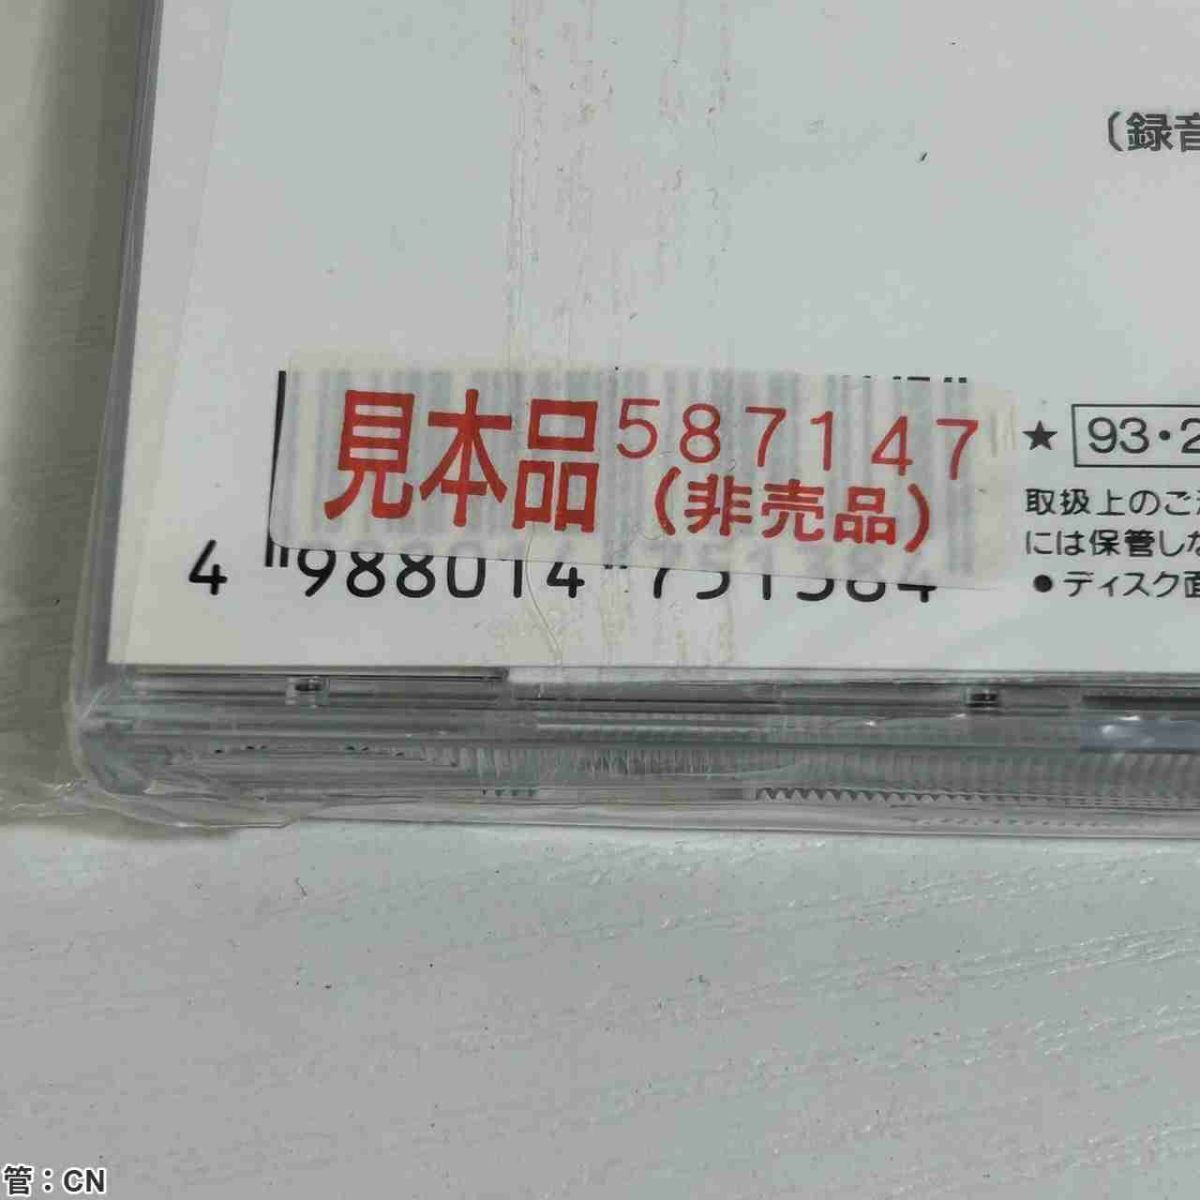 〔録音
見本品 587147
(非売品)
4 988014 751384
★ 93・2
取扱上のご
には保管しな
●ディスク面
管：CN